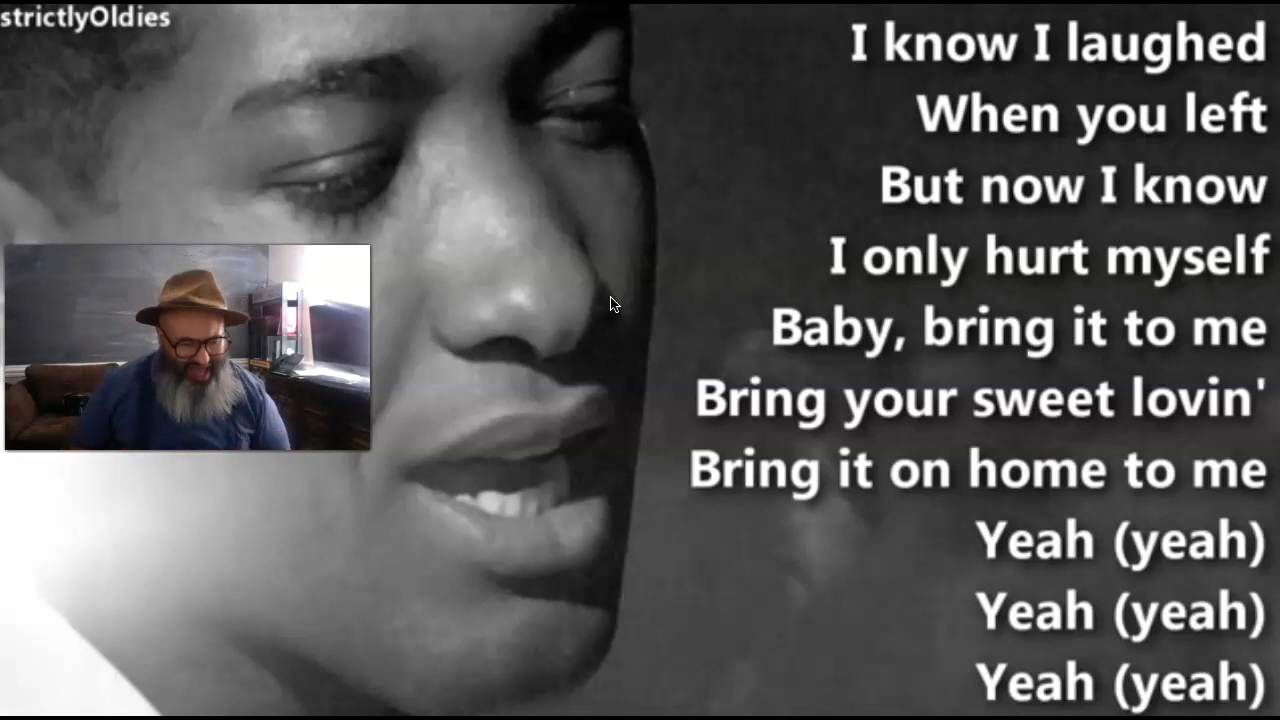 strictlyOldies
I know I laughed
When you left
But now I know
I only hurt myself
Baby, bring it to me
Bring your sweet lovin'
Bring it on home to me
Yeah (yeah)
Yeah (yeah)
Yeah (yeah)